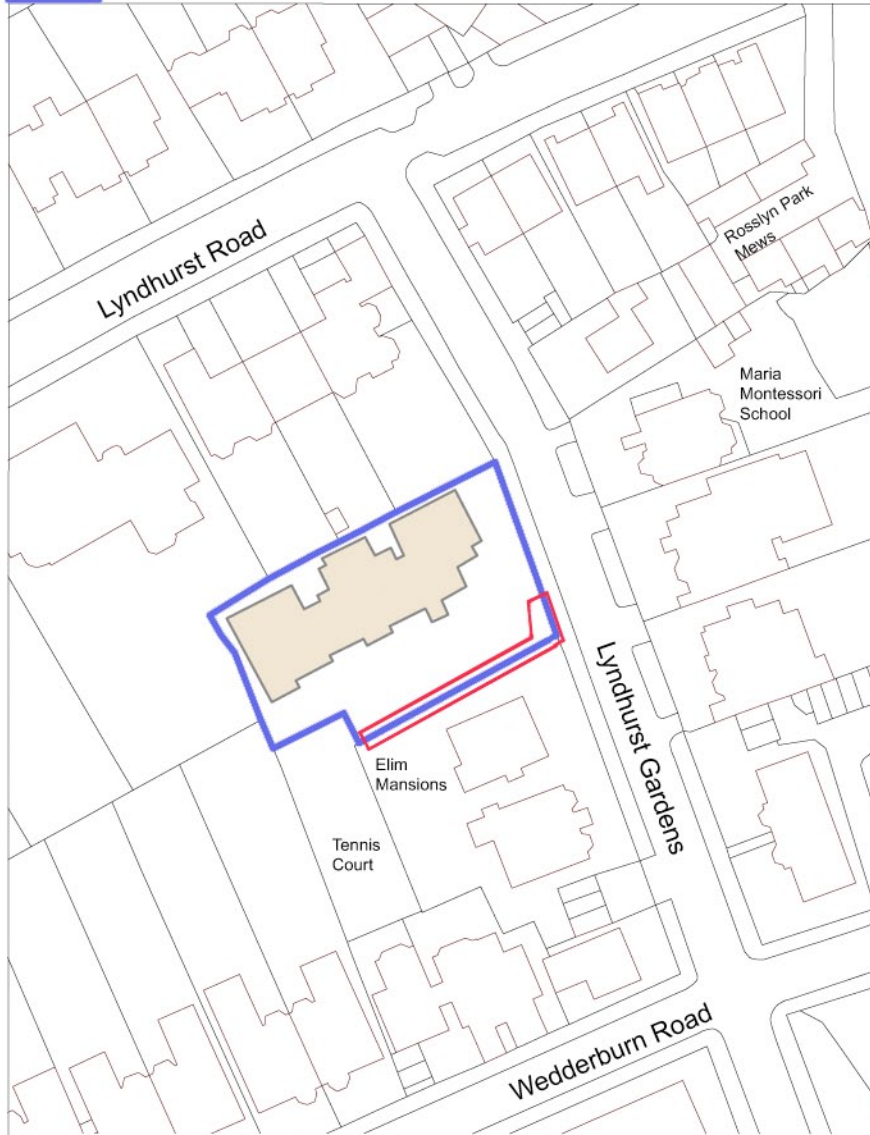 Lyndhurst Road
Rosslyn Park
Mews
Maria
Montessori
School
Lyndhurst Gardens
Elim
Mansions
Tennis
Court
Wedderburn Road